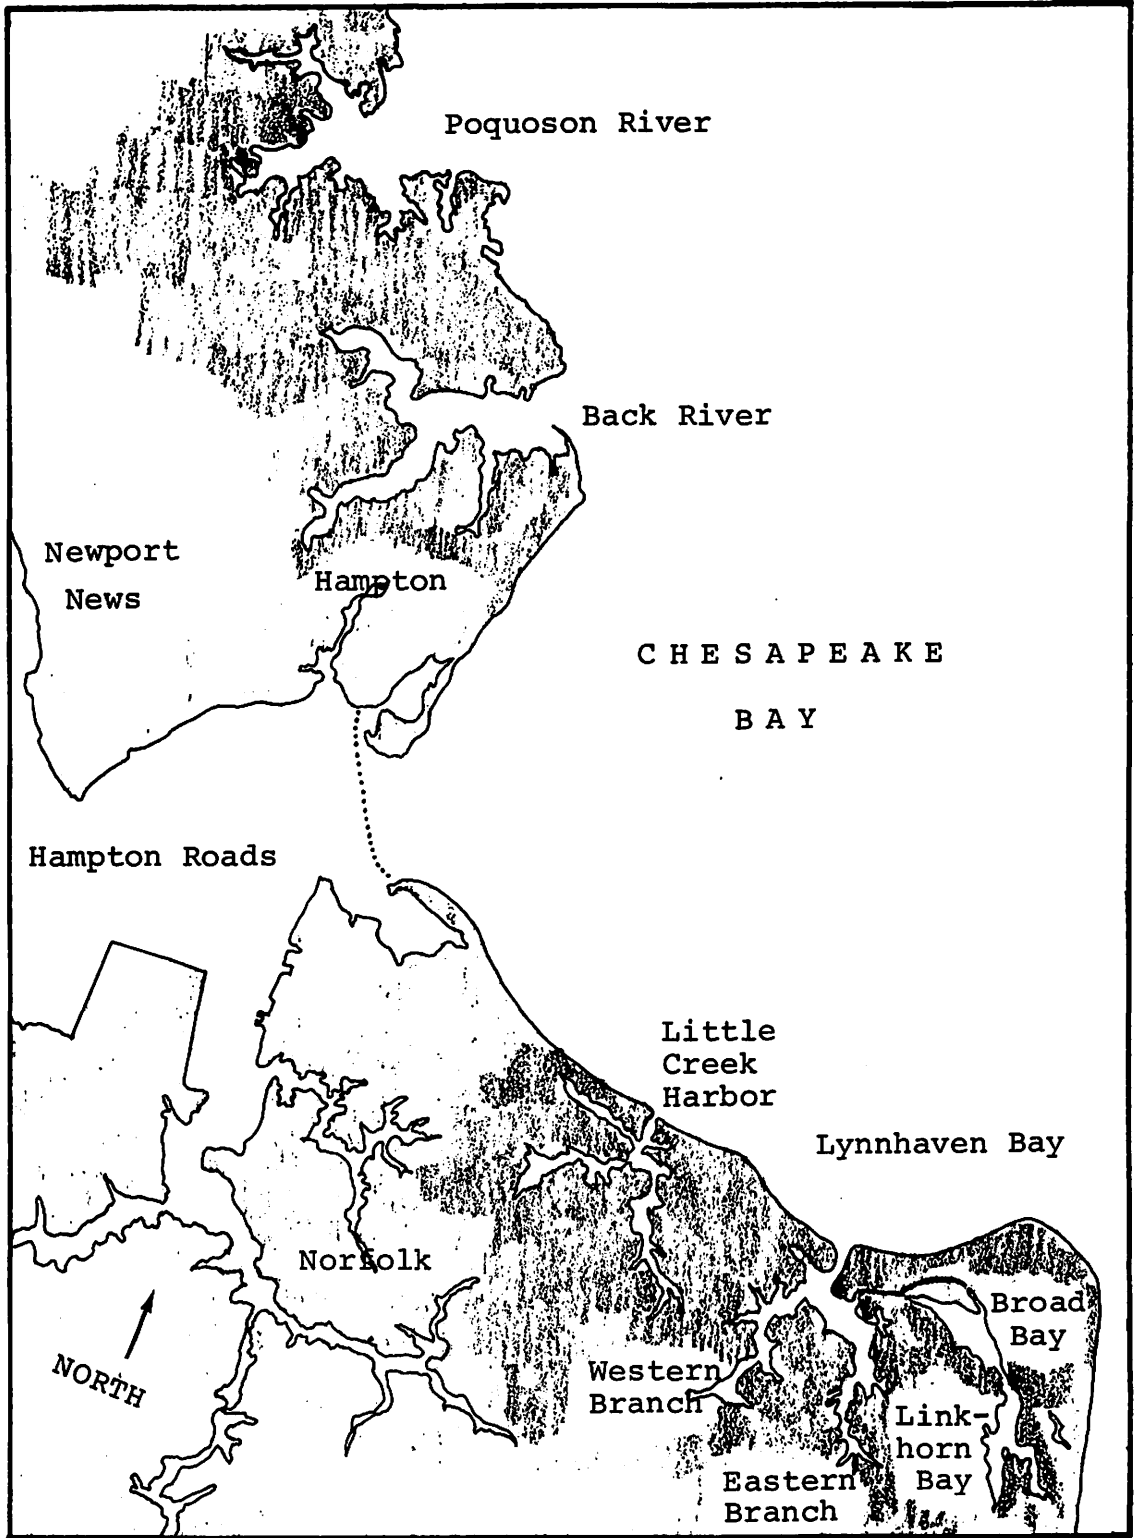 Poquoson River
Back River
Newport
News
Hampton
CHESAPEAKE
BAY
Hampton Roads
Little
Creek
Harbor
Lynnhaven Bay
Norfolk
Broad
Bay
NORTH
Western
Branch
Link-
horn
Bay
Eastern
Branch